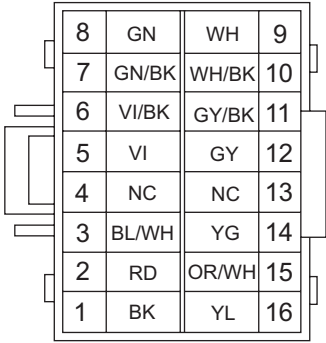 8 GN WH 9
7 GN/BK WH/BK 10
6 VI/BK GY/BK 11
5 VI GY 12
4 NC NC 13
3 BL/WH YG 14
2 RD OR/WH 15
1 BK YL 16